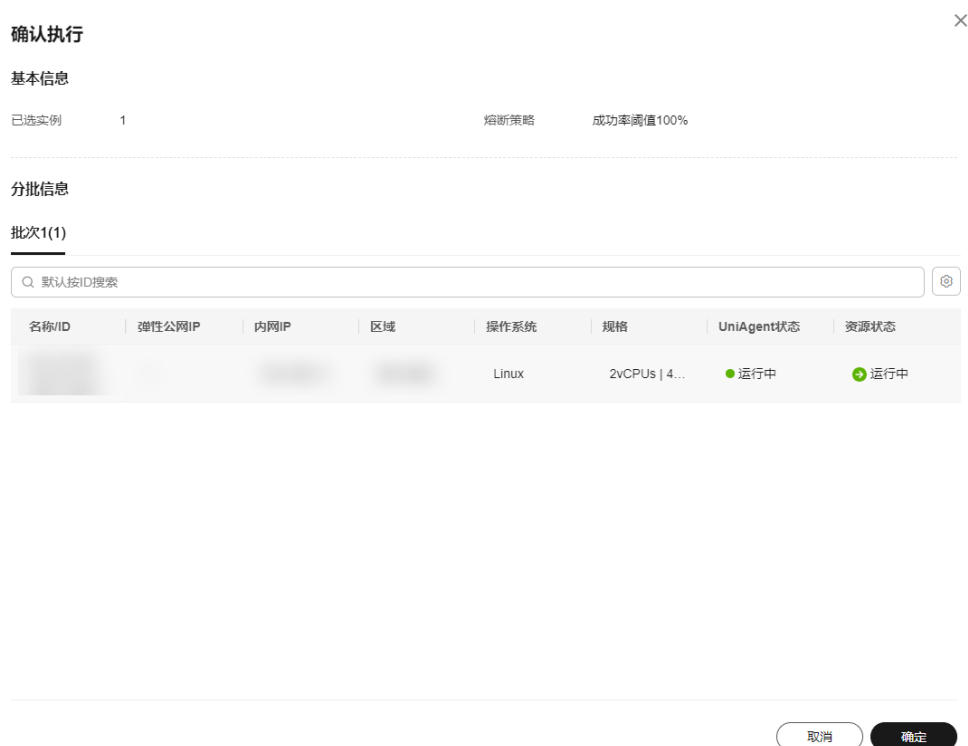 确认执行
基本信息
已选实例 1 熔断策略 成功率阈值100%
分批信息
批次1(1)
默认按ID搜索
名称/ID 弹性公网IP 内网IP 区域 操作系统 规格 UniAgent状态 资源状态
Linux 2vCPUs | 4... 运行中 运行中
取消 确定